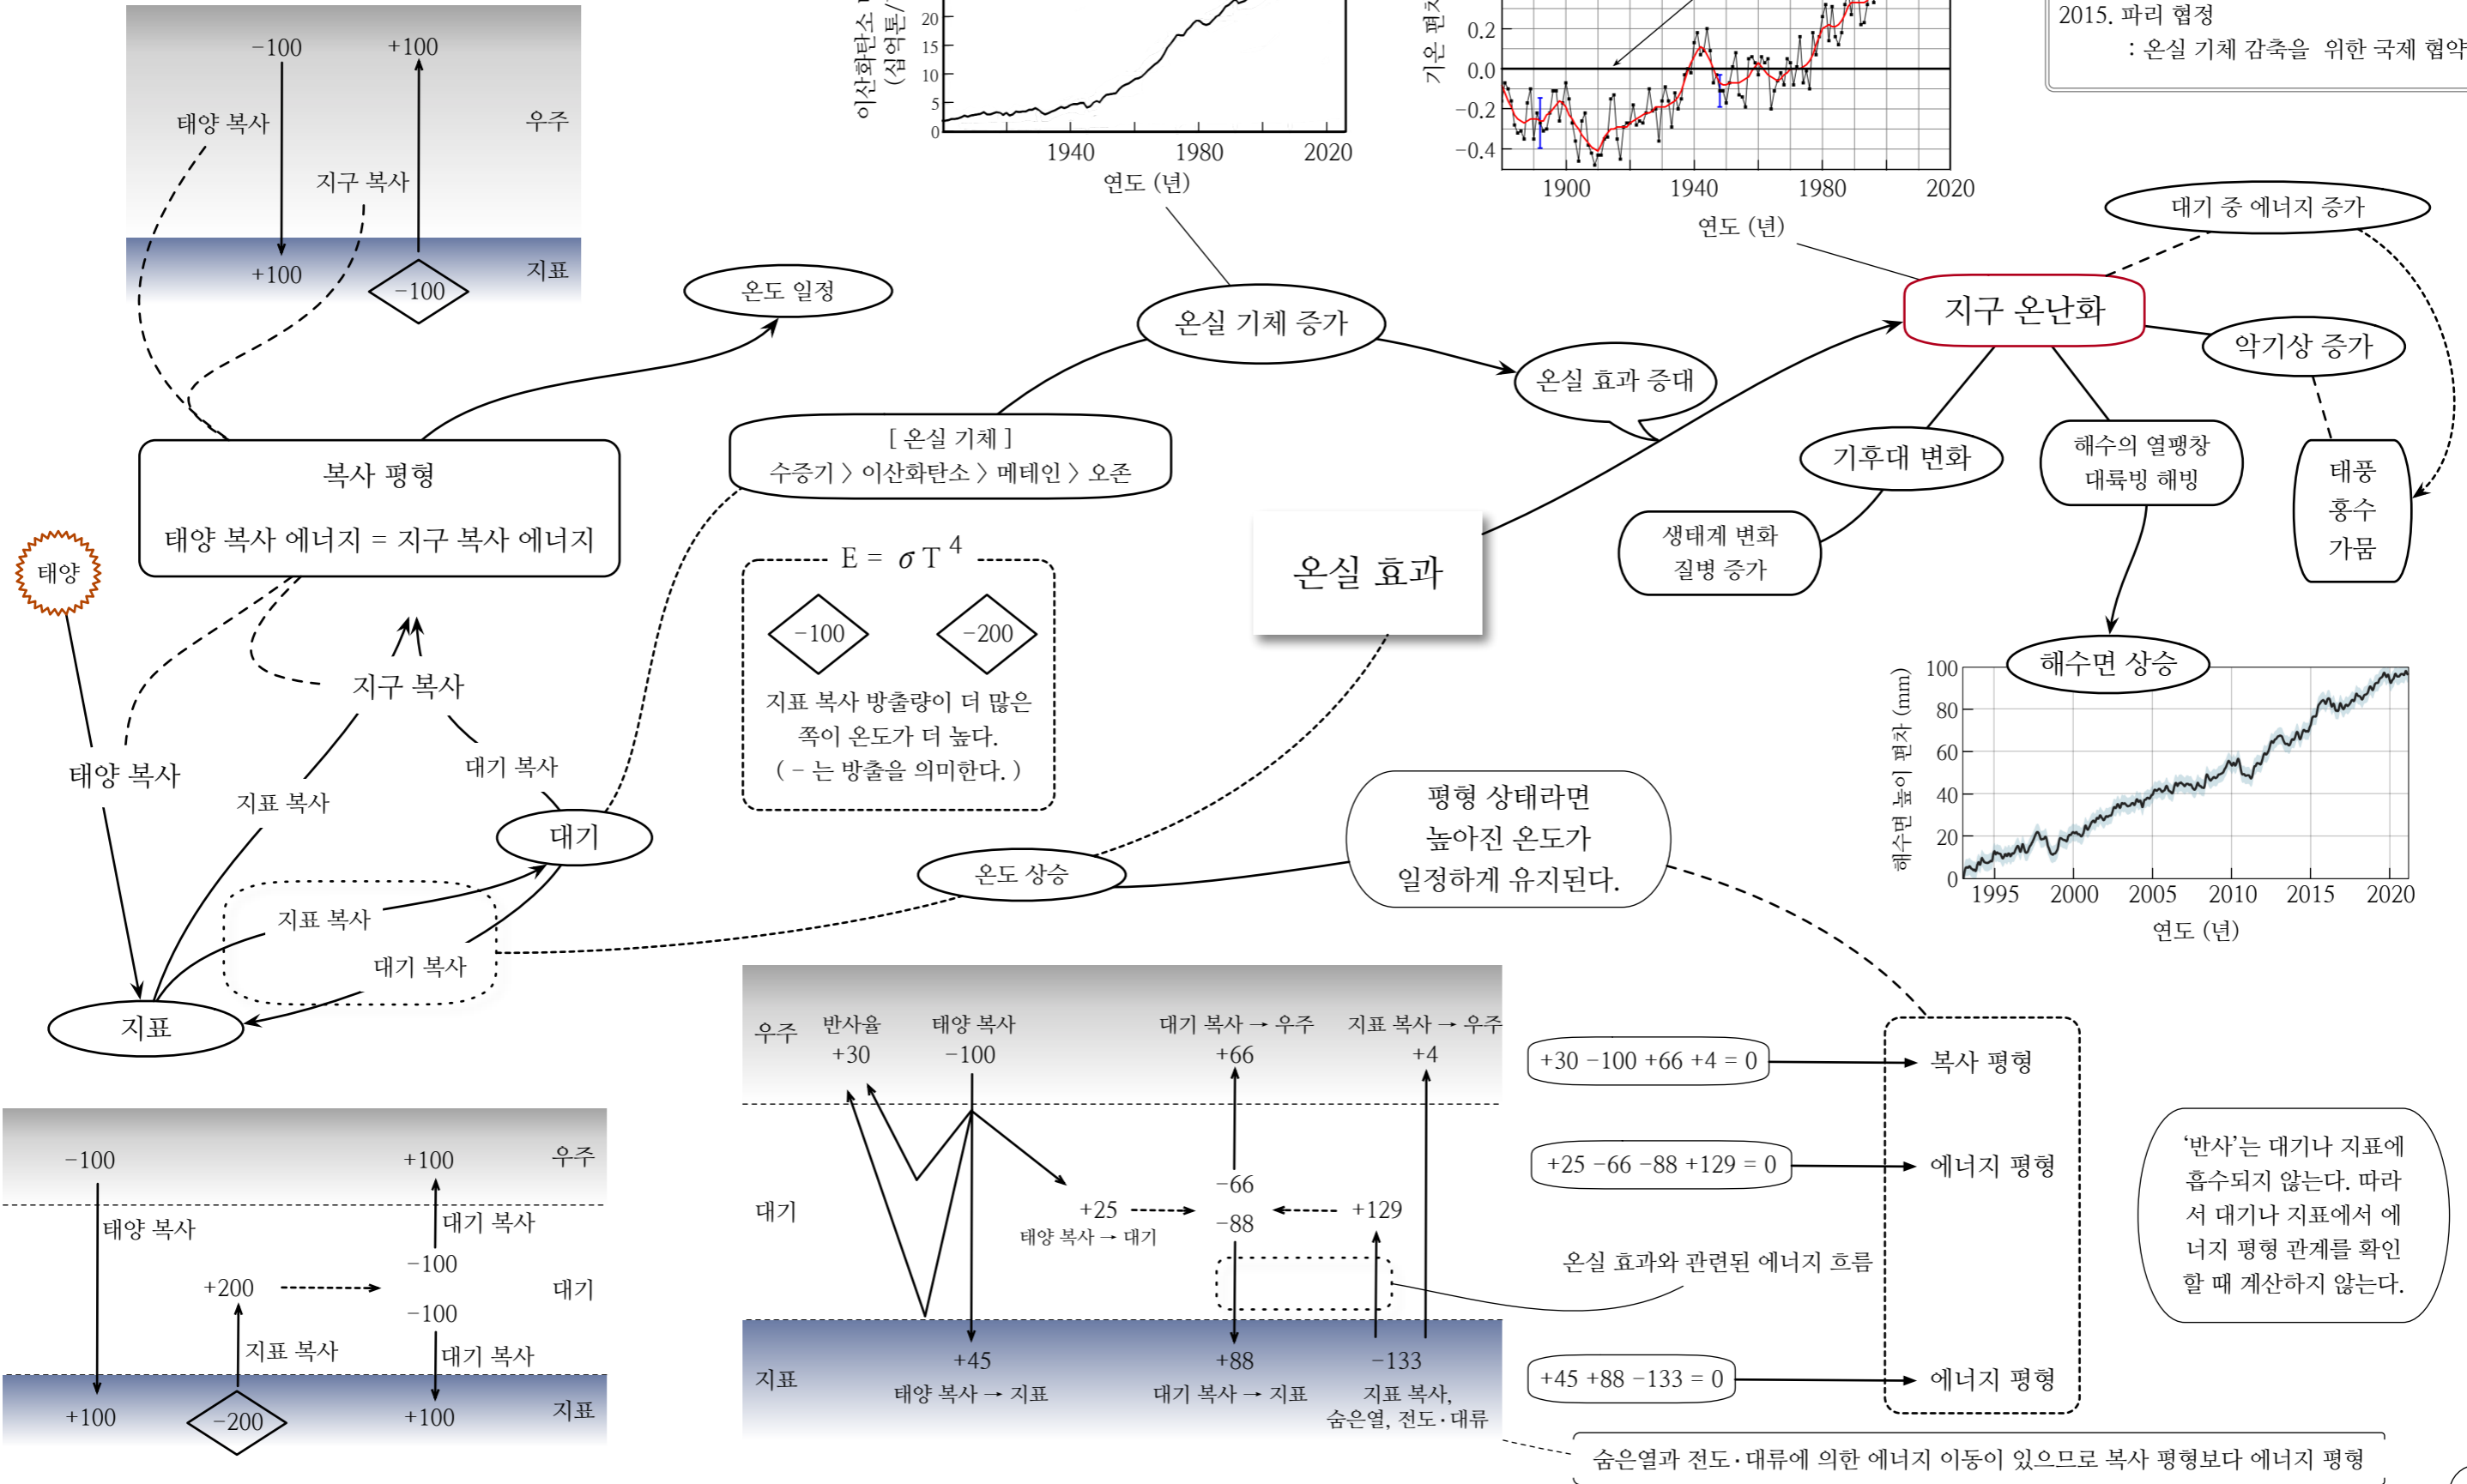 -100
+100
태양 복사
우주
지구 복사
+100
-100
지표
이산화탄소
(십억톤/
20
15
10
5
0
1940
1980
2020
연도 (년)
기온 편차
0.2
0.0
-0.2
-0.4
1900
1940
1980
2020
연도 (년)
2015. 파리 협정
: 온실 기체 감축을 위한 국제 협약
대기 중 에너지 증가
온도 일정
온실 기체 증가
지구 온난화
악기상 증가
온실 효과 증대
[ 온실 기체 ]
수증기 〉 이산화탄소 〉 메테인 〉 오존
기후대 변화
해수의 열팽창
대륙빙 해빙
태풍
홍수
가뭄
생태계 변화
질병 증가
복사 평형
태양 복사 에너지 = 지구 복사 에너지
태양
E = σ T 4
-100
-200
지표 복사 방출량이 더 많은
쪽이 온도가 더 높다.
( - 는 방출을 의미한다. )
온실 효과
해수면 상승
해수면 높이 편차 (mm)
100
80
60
40
20
0
1995
2000
2005
2010
2015
2020
연도 (년)
지구 복사
태양 복사
대기 복사
지표 복사
대기
지표 복사
대기 복사
지표
온도 상승
평형 상태라면
높아진 온도가
일정하게 유지된다.
우주
반사율
+30
태양 복사
-100
대기 복사 → 우주
+66
지표 복사 → 우주
+4
대기
+25
태양 복사 → 대기
-66
-88
+129
온실 효과와 관련된 에너지 흐름
지표
+45
태양 복사 → 지표
+88
대기 복사 → 지표
-133
지표 복사,
숨은열, 전도·대류
+30 -100 +66 +4 = 0
복사 평형
+25 -66 -88 +129 = 0
에너지 평형
+45 +88 -133 = 0
에너지 평형
‘반사’는 대기나 지표에
흡수되지 않는다. 따라
서 대기나 지표에서 에
너지 평형 관계를 확인
할 때 계산하지 않는다.
숨은열과 전도·대류에 의한 에너지 이동이 있으므로 복사 평형보다 에너지 평형
-100
+100
우주
태양 복사
대기 복사
-100
+200
대기
-100
지표 복사
대기 복사
+100
-200
+100
지표